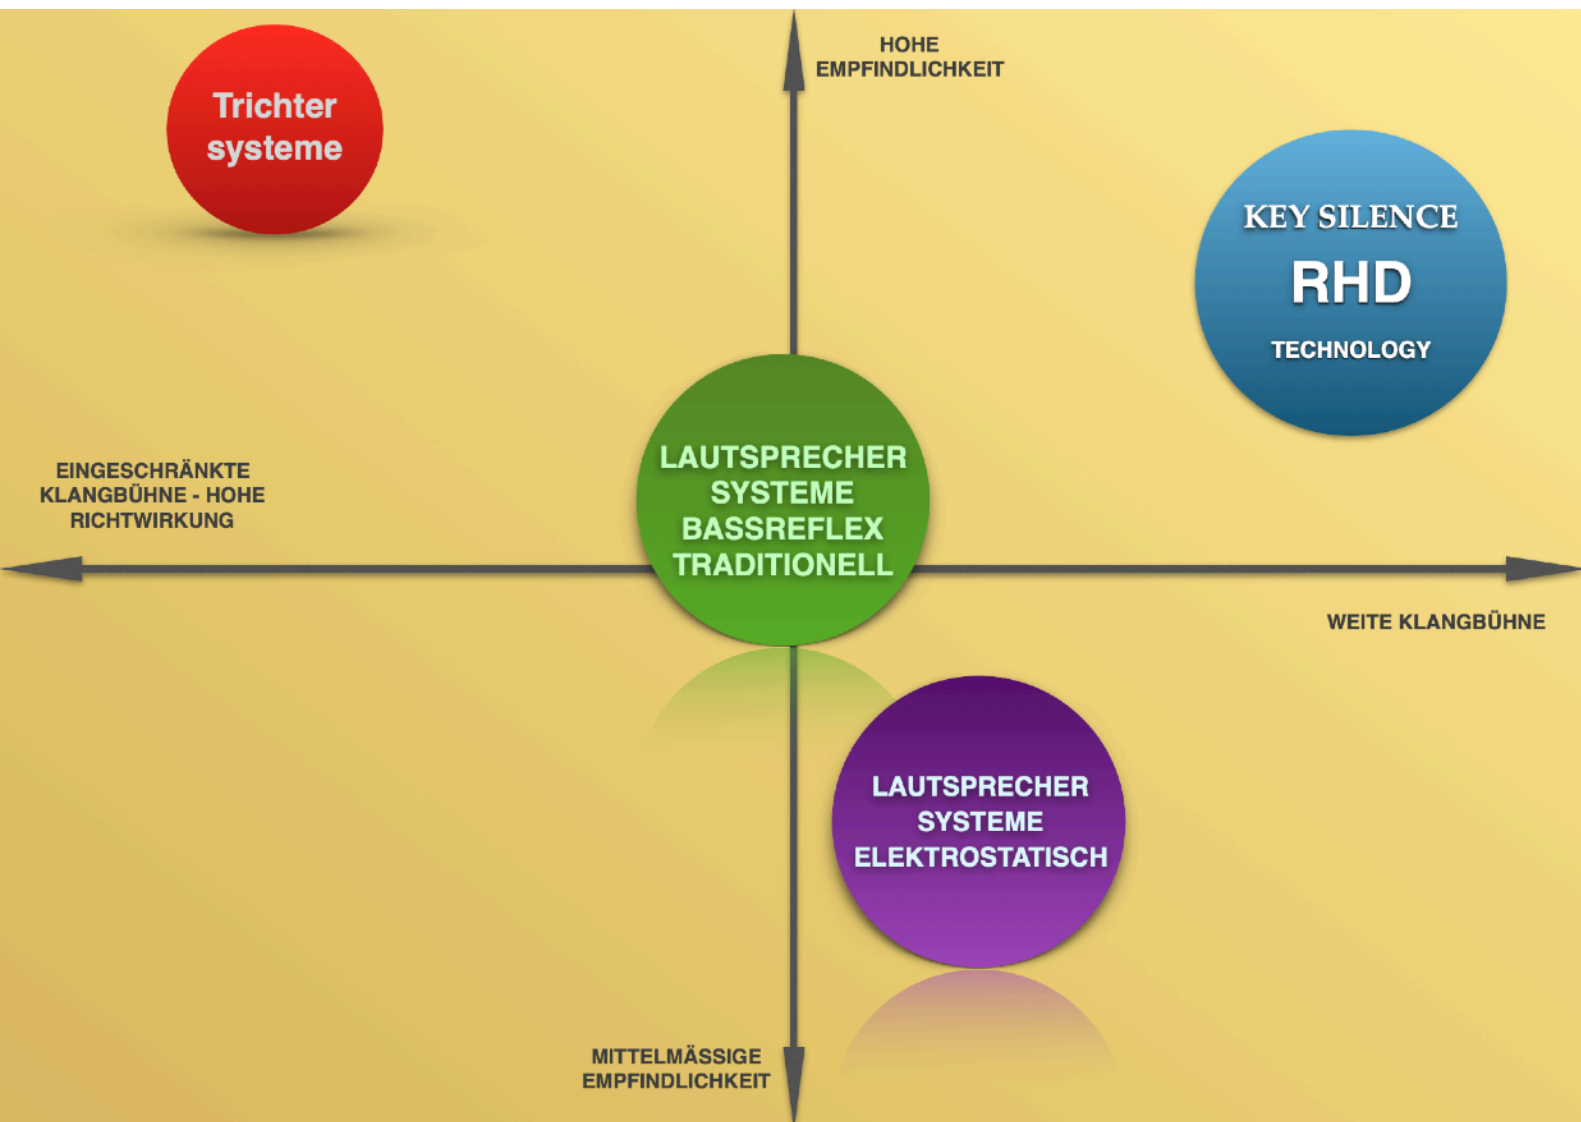 HOHE
EMPFINDLICHKEIT
Trichter
systeme
KEY SILENCE
RHD
TECHNOLOGY
LAUTSPRECHER
SYSTEME
BASSREFLEX
TRADITIONELL
EINGESCHRÄNKTE
KLANGBÜHNE - HOHE
RICHTWIRKUNG
WEITE KLANGBÜHNE
LAUTSPRECHER
SYSTEME
ELEKTROSTATISCH
MITTELMÄSSIGE
EMPFINDLICHKEIT